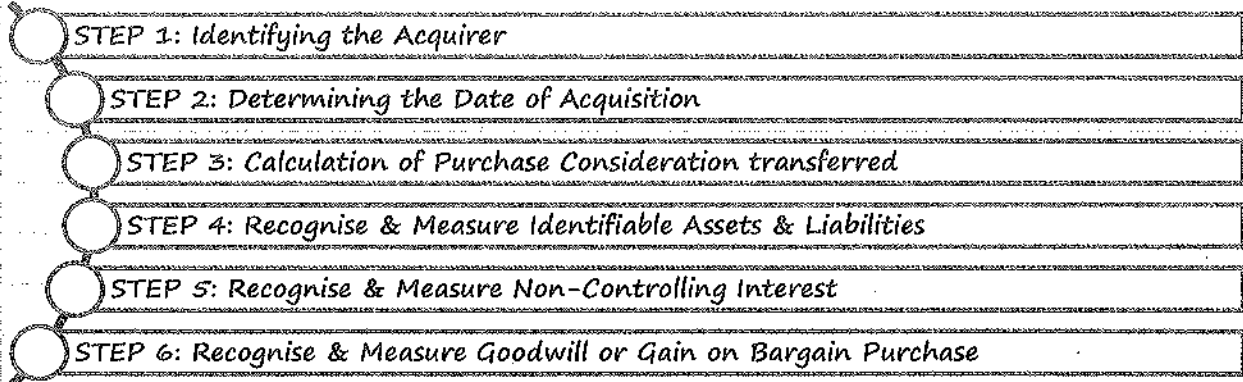 STEP 1: Identifying the Acquirer
STEP 2: Determining the Date of Acquisition
STEP 3: Calculation of Purchase Consideration transferred
STEP 4: Recognise & Measure Identifiable Assets & Liabilities
STEP 5: Recognise & Measure Non-Controlling Interest
STEP 6: Recognise & Measure Goodwill or Gain on Bargain Purchase